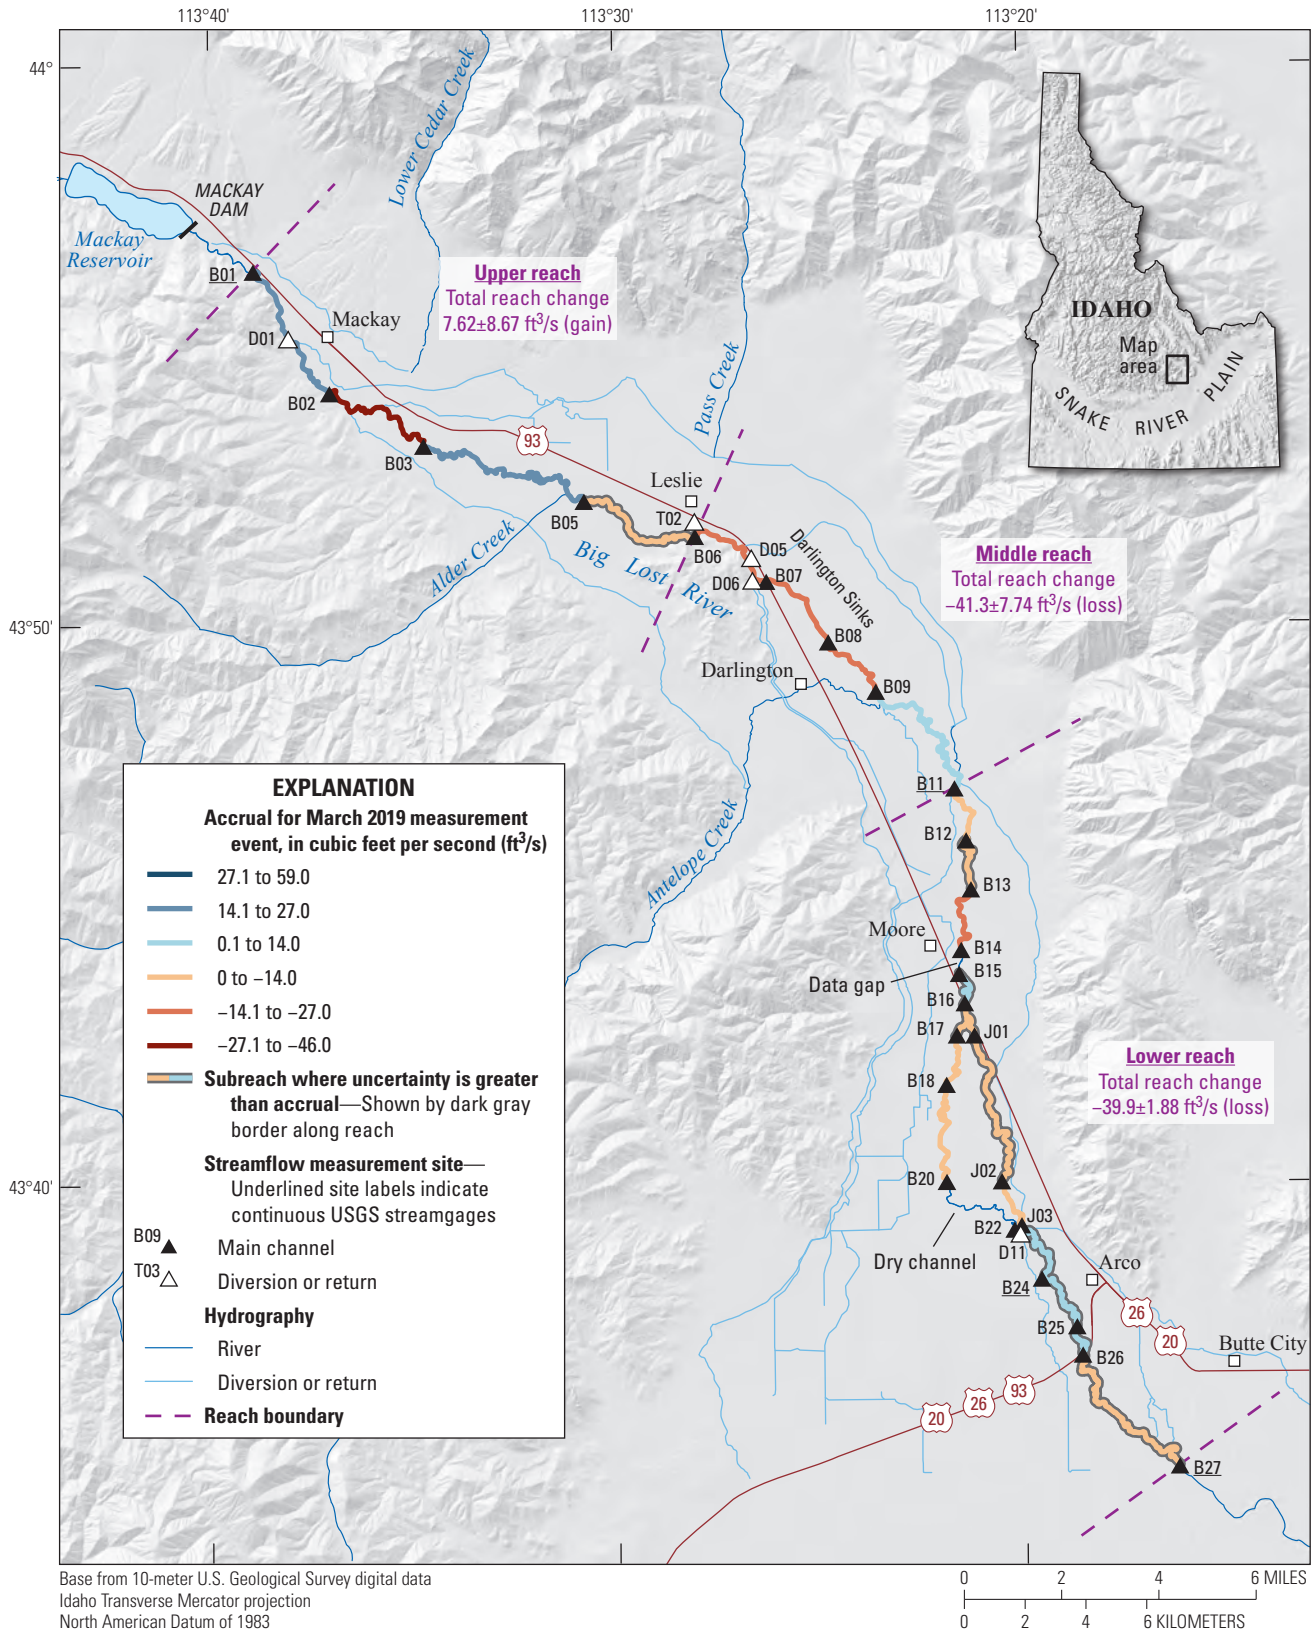 113°40'
113°30'
113°20'
44°
43°50'
43°40'
Lower Cedar Creek
MACKAY
DAM
Mackay
Reservoir
B01
Upper reach
Total reach change
7.62±8.67 ft³/s (gain)
IDAHO
Map
area
SNAKE RIVER PLAIN
D01
Mackay
Pass Creek
B02
93
B03
Leslie
T02
B05
B06
D05
D06
B07
Darlington Sinks
Big Lost River
Alder Creek
Middle reach
Total reach change
−41.3±7.74 ft³/s (loss)
B08
Darlington
B09
B11
B12
Antelope Creek
B13
Moore
B14
B15
Data gap
B16
B17
J01
Lower reach
Total reach change
−39.9±1.88 ft³/s (loss)
B18
B20
J02
J03
B22
D11
Dry channel
Arco
B24
26
B25
20
Butte City
B26
93
26
20
B27
EXPLANATION
Accrual for March 2019 measurement
event, in cubic feet per second (ft³/s)
27.1 to 59.0
14.1 to 27.0
0.1 to 14.0
0 to −14.0
−14.1 to −27.0
−27.1 to −46.0
Subreach where uncertainty is greater
than accrual—Shown by dark gray
border along reach
Streamflow measurement site—
Underlined site labels indicate
continuous USGS streamgages
B09
Main channel
T03
Diversion or return
Hydrography
River
Diversion or return
Reach boundary
Base from 10-meter U.S. Geological Survey digital data
Idaho Transverse Mercator projection
North American Datum of 1983
0 2 4 6 MILES
0 2 4 6 KILOMETERS